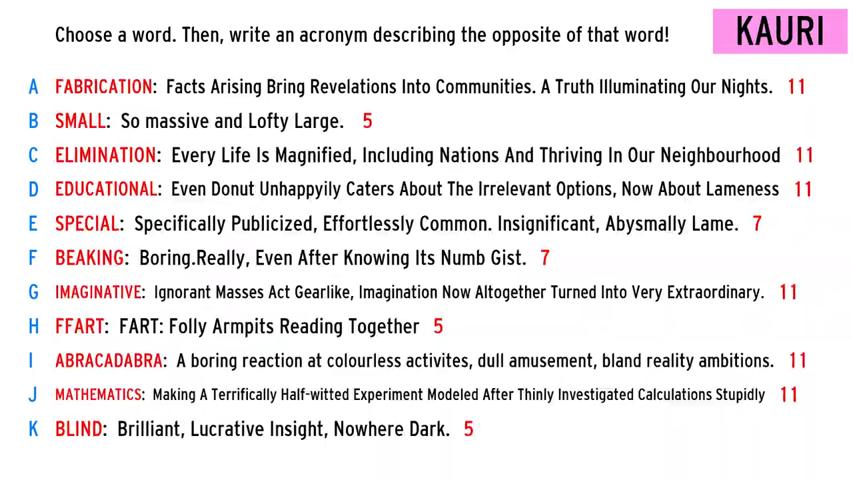 Choose a word. Then, write an acronym describing the opposite of that word!
KAURI
A FABRICATION: Facts Arising Bring Revelations Into Communities. A Truth Illuminating Our Nights. 11
B SMALL: So massive and Lofty Large. 5
C ELIMINATION: Every Life Is Magnified, Including Nations And Thriving In Our Neighbourhood 11
D EDUCATIONAL: Even Donut Unhappyily Caters About The Irrelevant Options, Now About Lameness 11
E SPECIAL: Specifically Publicized, Effortlessly Common. Insignificant, Abysmally Lame. 7
F BEAKING: Boring.Really, Even After Knowing Its Numb Gist. 7
G IMAGINATIVE: Ignorant Masses Act Gearlike, Imagination Now Altogether Turned Into Very Extraordinary. 11
H FFART: FART: Folly Armpits Reading Together 5
I ABRACADABRA: A boring reaction at colourless activites, dull amusement, bland reality ambitions. 11
J MATHEMATICS: Making A Terrifically Half-witted Experiment Modeled After Thinly Investigated Calculations Stupidly 11
K BLIND: Brilliant, Lucrative Insight, Nowhere Dark. 5